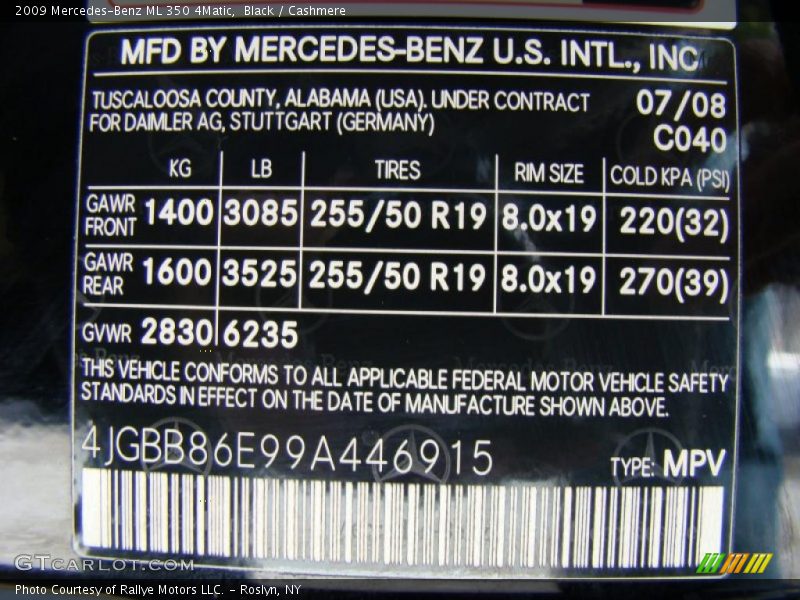 2009 Mercedes-Benz ML 350 4Matic,  Black / Cashmere
MFD BY MERCEDES-BENZ U.S. INTL., INC
TUSCALOOSA COUNTY, ALABAMA (USA). UNDER CONTRACT 07/08
FOR DAIMLER AG, STUTTGART (GERMANY) C040
KG LB TIRES RIM SIZE COLD KPA (PSI)
GAWR FRONT 1400 3085 255/50 R19 8.0x19 220(32)
GAWR REAR 1600 3525 255/50 R19 8.0x19 270(39)
GVWR 2830 6235
THIS VEHICLE CONFORMS TO ALL APPLICABLE FEDERAL MOTOR VEHICLE SAFETY
STANDARDS IN EFFECT ON THE DATE OF MANUFACTURE SHOWN ABOVE.
4JGBB86E99A446915 TYPE: MPV
GTCARLOT.COM
Photo Courtesy of Rallye Motors LLC. - Roslyn, NY